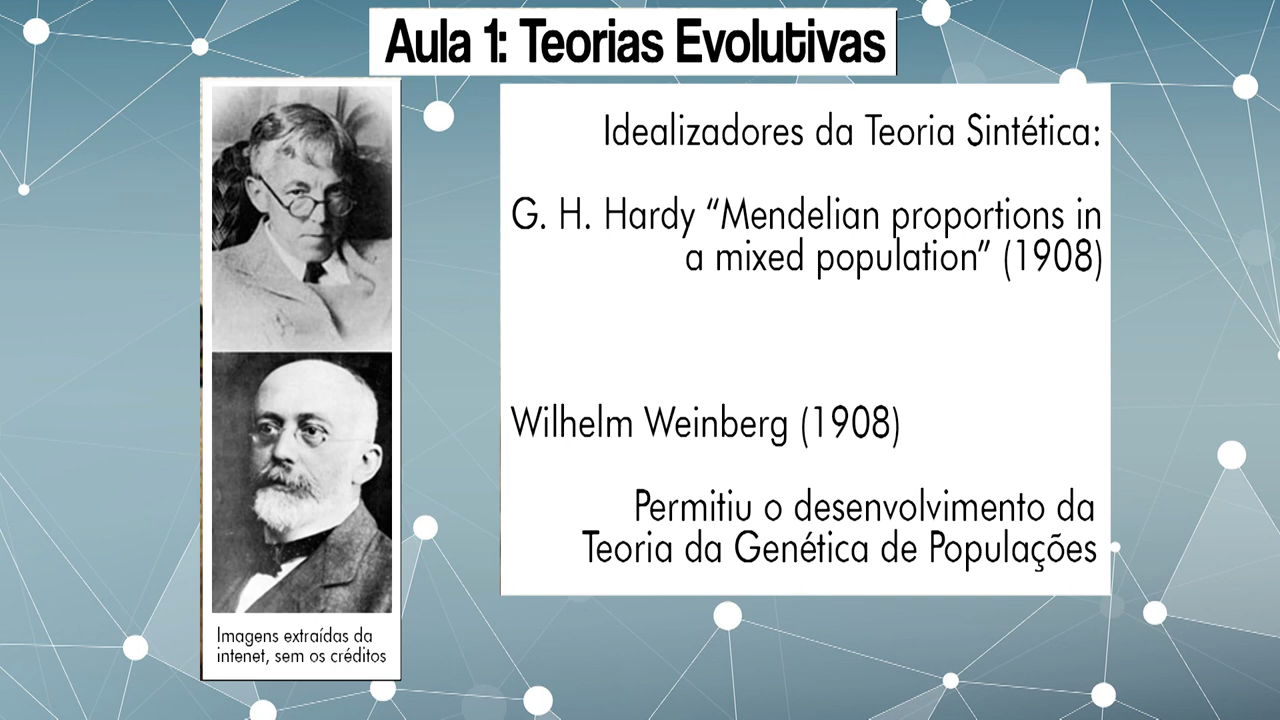 Aula 1: Teorias Evolutivas
Idealizadores da Teoria Sintética:
G. H. Hardy “Mendelian proportions in
a mixed population” (1908)
Wilhelm Weinberg (1908)
Permitiu o desenvolvimento da
Teoria da Genética de Populações
Imagens extraídas da
intenet, sem os créditos